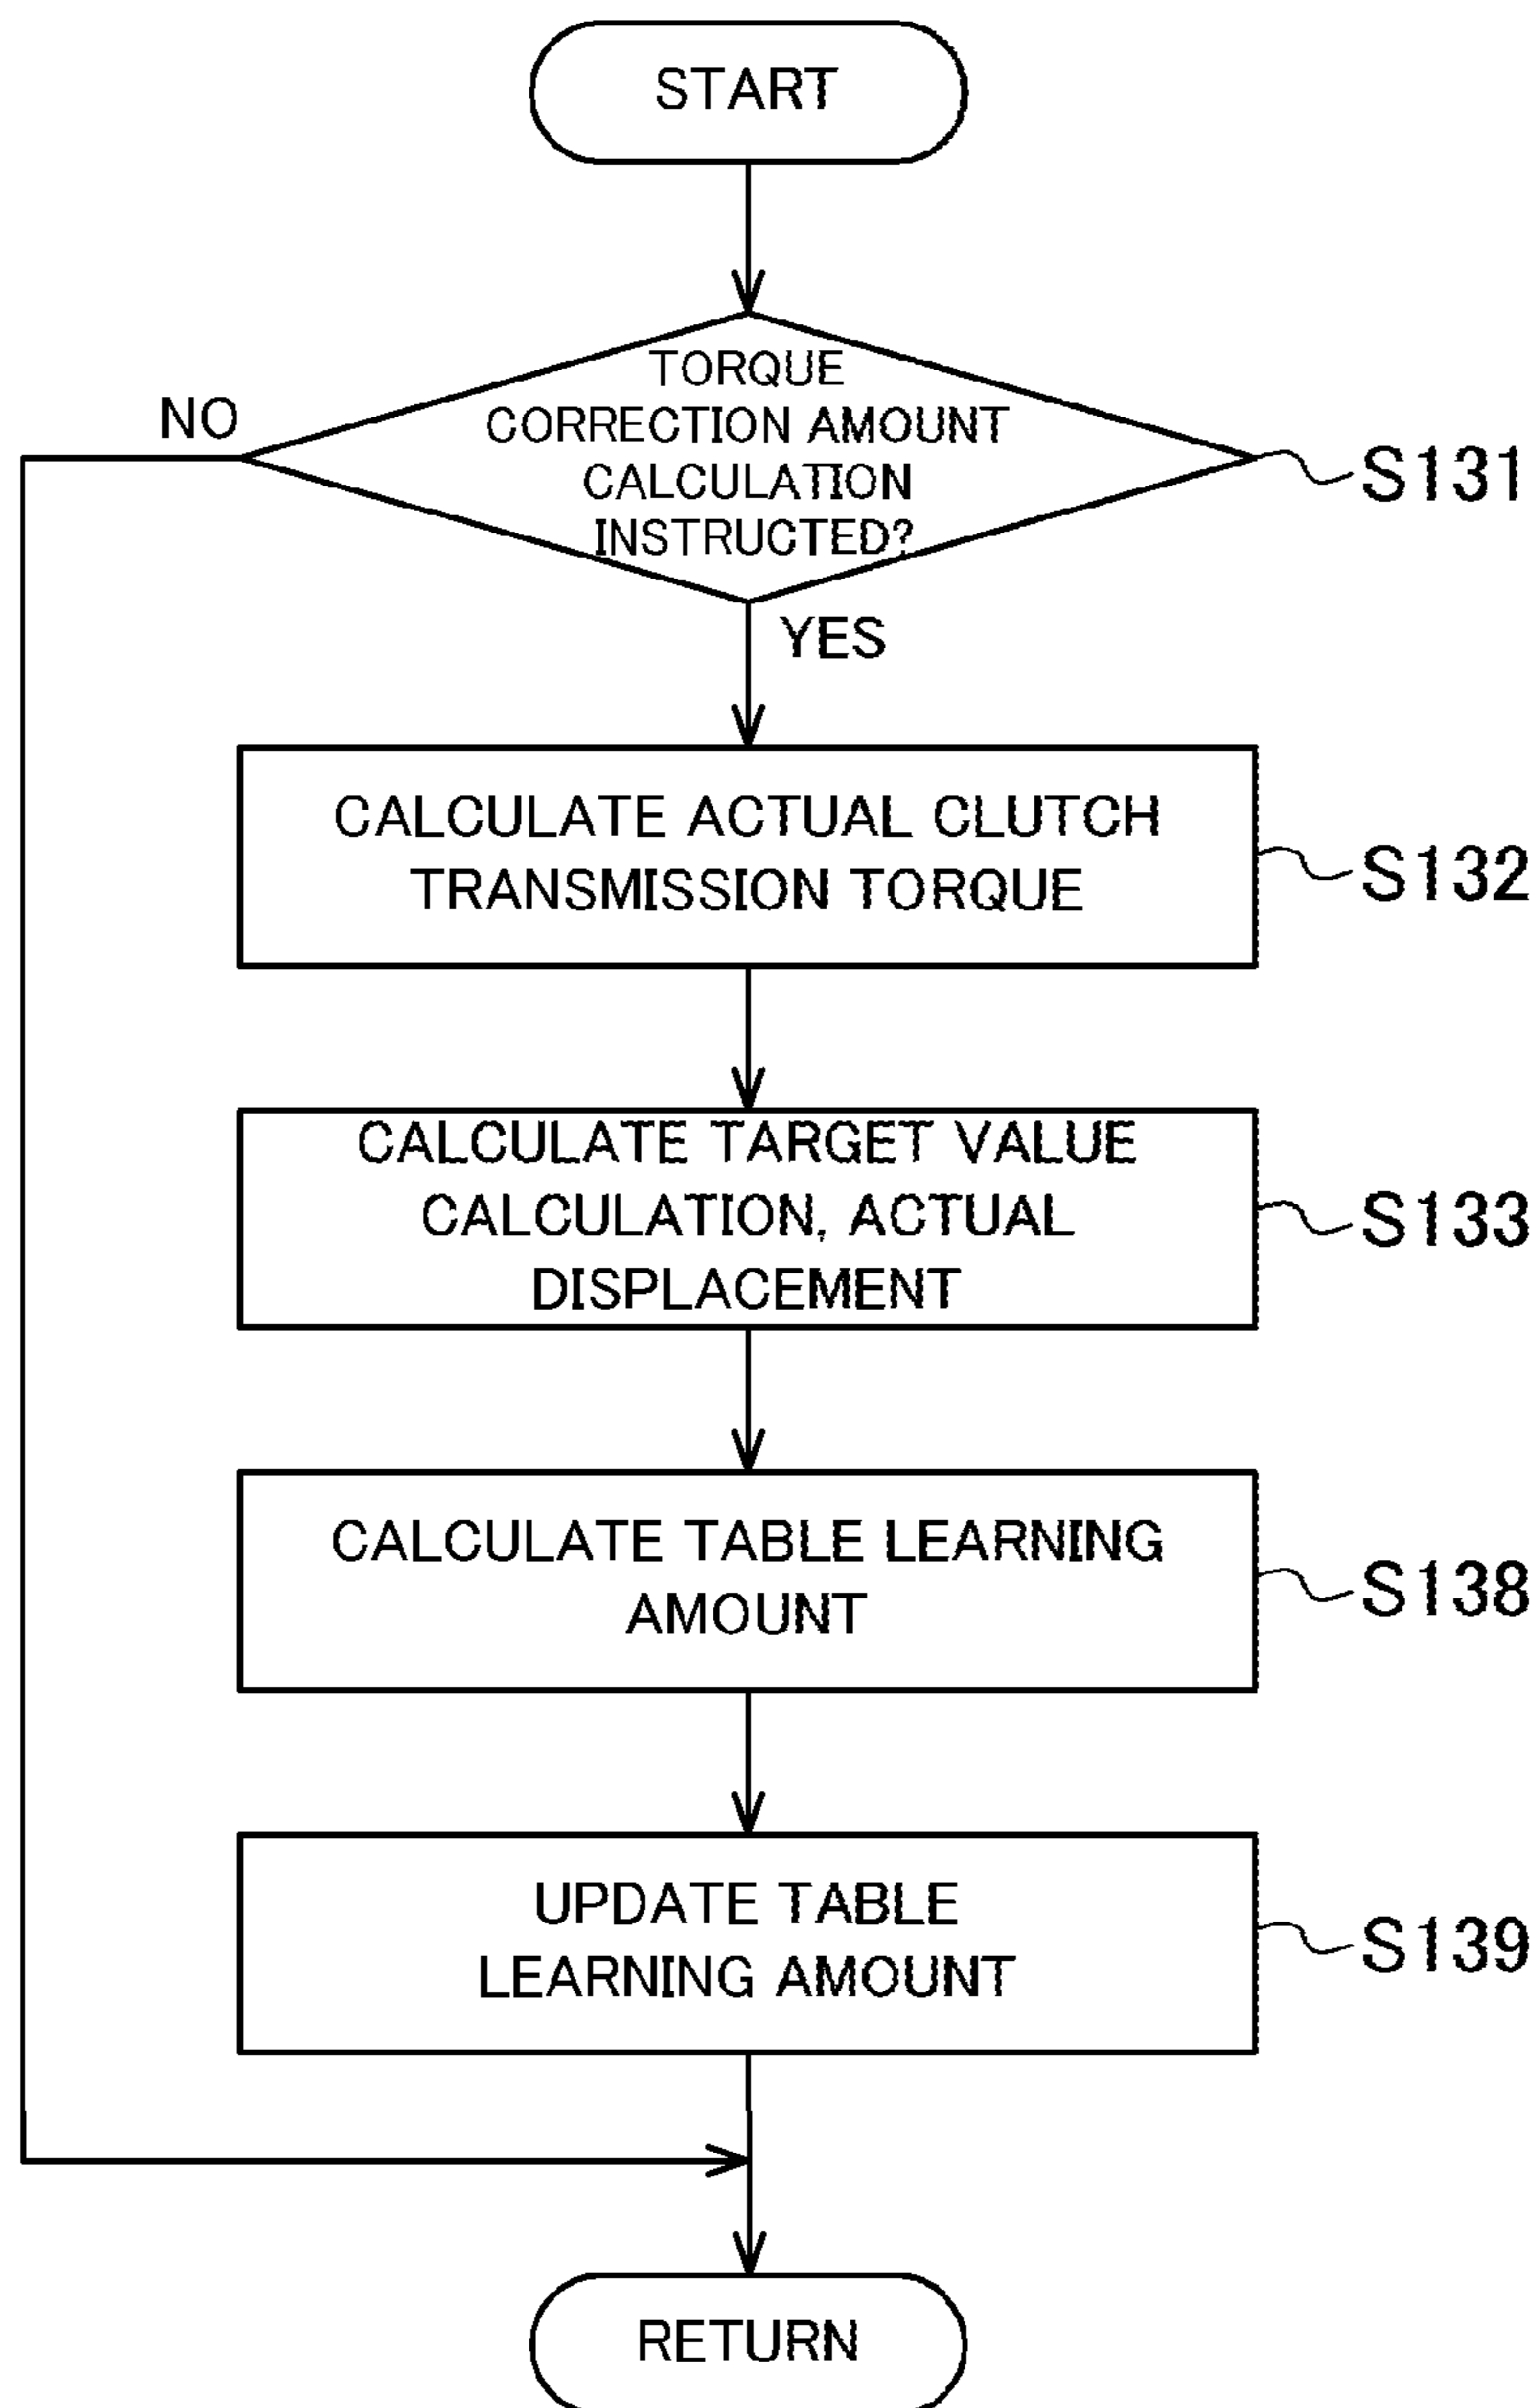 START
TORQUE
CORRECTION AMOUNT
CALCULATION
INSTRUCTED?
NO
S131
YES
CALCULATE ACTUAL CLUTCH
TRANSMISSION TORQUE
S132
CALCULATE TARGET VALUE
CALCULATION, ACTUAL
DISPLACEMENT
S133
CALCULATE TABLE LEARNING
AMOUNT
S138
UPDATE TABLE
LEARNING AMOUNT
S139
RETURN